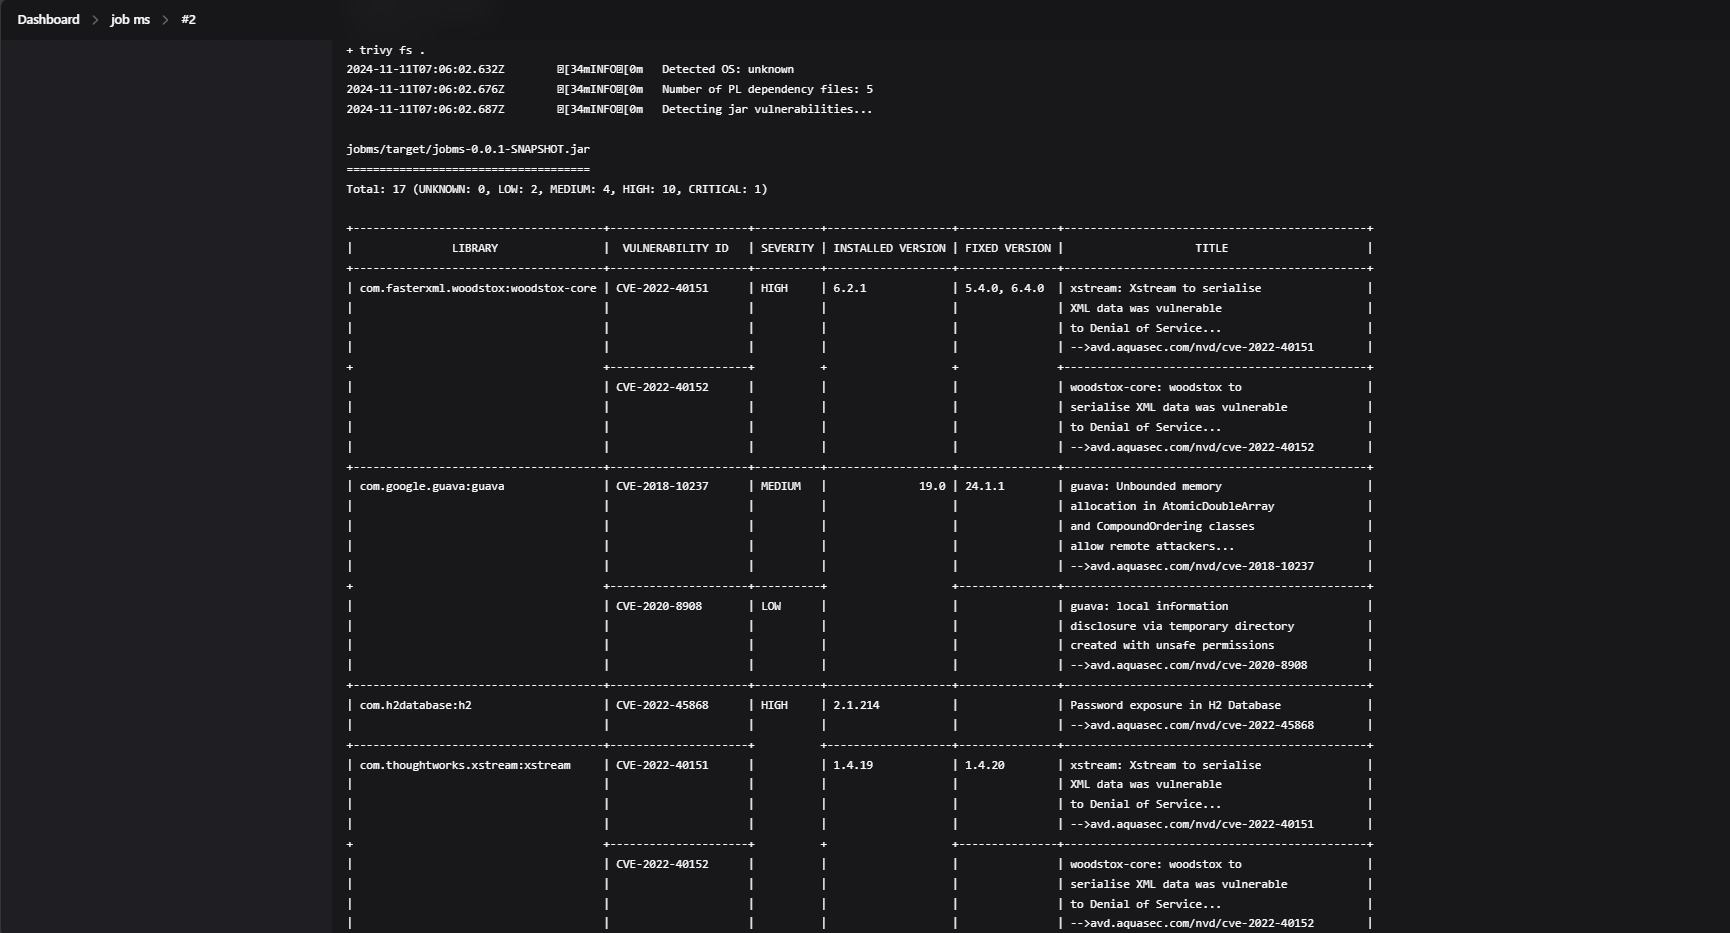 Dashboard > job ms > #2
+ trivy fs .
2024-11-11T07:06:02.632Z [34mINFO[0m Detected OS: unknown
2024-11-11T07:06:02.676Z [34mINFO[0m Number of PL dependency files: 5
2024-11-11T07:06:02.687Z [34mINFO[0m Detecting jar vulnerabilities...
jobms/target/jobms-0.0.1-SNAPSHOT.jar
=====================================
Total: 17 (UNKNOWN: 0, LOW: 2, MEDIUM: 4, HIGH: 10, CRITICAL: 1)
| LIBRARY | VULNERABILITY ID | SEVERITY | INSTALLED VERSION | FIXED VERSION | TITLE |
| com.fasterxml.woodstox:woodstox-core | CVE-2022-40151 | HIGH | 6.2.1 | 5.4.0, 6.4.0 | xstream: Xstream to serialise |
| XML data was vulnerable |
| to Denial of Service... |
| -->avd.aquasec.com/nvd/cve-2022-40151 |
| CVE-2022-40152 | woodstox-core: woodstox to |
| serialise XML data was vulnerable |
| to Denial of Service... |
| -->avd.aquasec.com/nvd/cve-2022-40152 |
| com.google.guava:guava | CVE-2018-10237 | MEDIUM | 19.0 | 24.1.1 | guava: Unbounded memory |
| allocation in AtomicDoubleArray |
| and CompoundOrdering classes |
| allow remote attackers... |
| -->avd.aquasec.com/nvd/cve-2018-10237 |
| CVE-2020-8908 | LOW | guava: local information |
| disclosure via temporary directory |
| created with unsafe permissions |
| -->avd.aquasec.com/nvd/cve-2020-8908 |
| com.h2database:h2 | CVE-2022-45868 | HIGH | 2.1.214 | | Password exposure in H2 Database |
| -->avd.aquasec.com/nvd/cve-2022-45868 |
| com.thoughtworks.xstream:xstream | CVE-2022-40151 | | 1.4.19 | 1.4.20 | xstream: Xstream to serialise |
| XML data was vulnerable |
| to Denial of Service... |
| -->avd.aquasec.com/nvd/cve-2022-40151 |
| CVE-2022-40152 | woodstox-core: woodstox to |
| serialise XML data was vulnerable |
| to Denial of Service... |
| -->avd.aquasec.com/nvd/cve-2022-40152 |